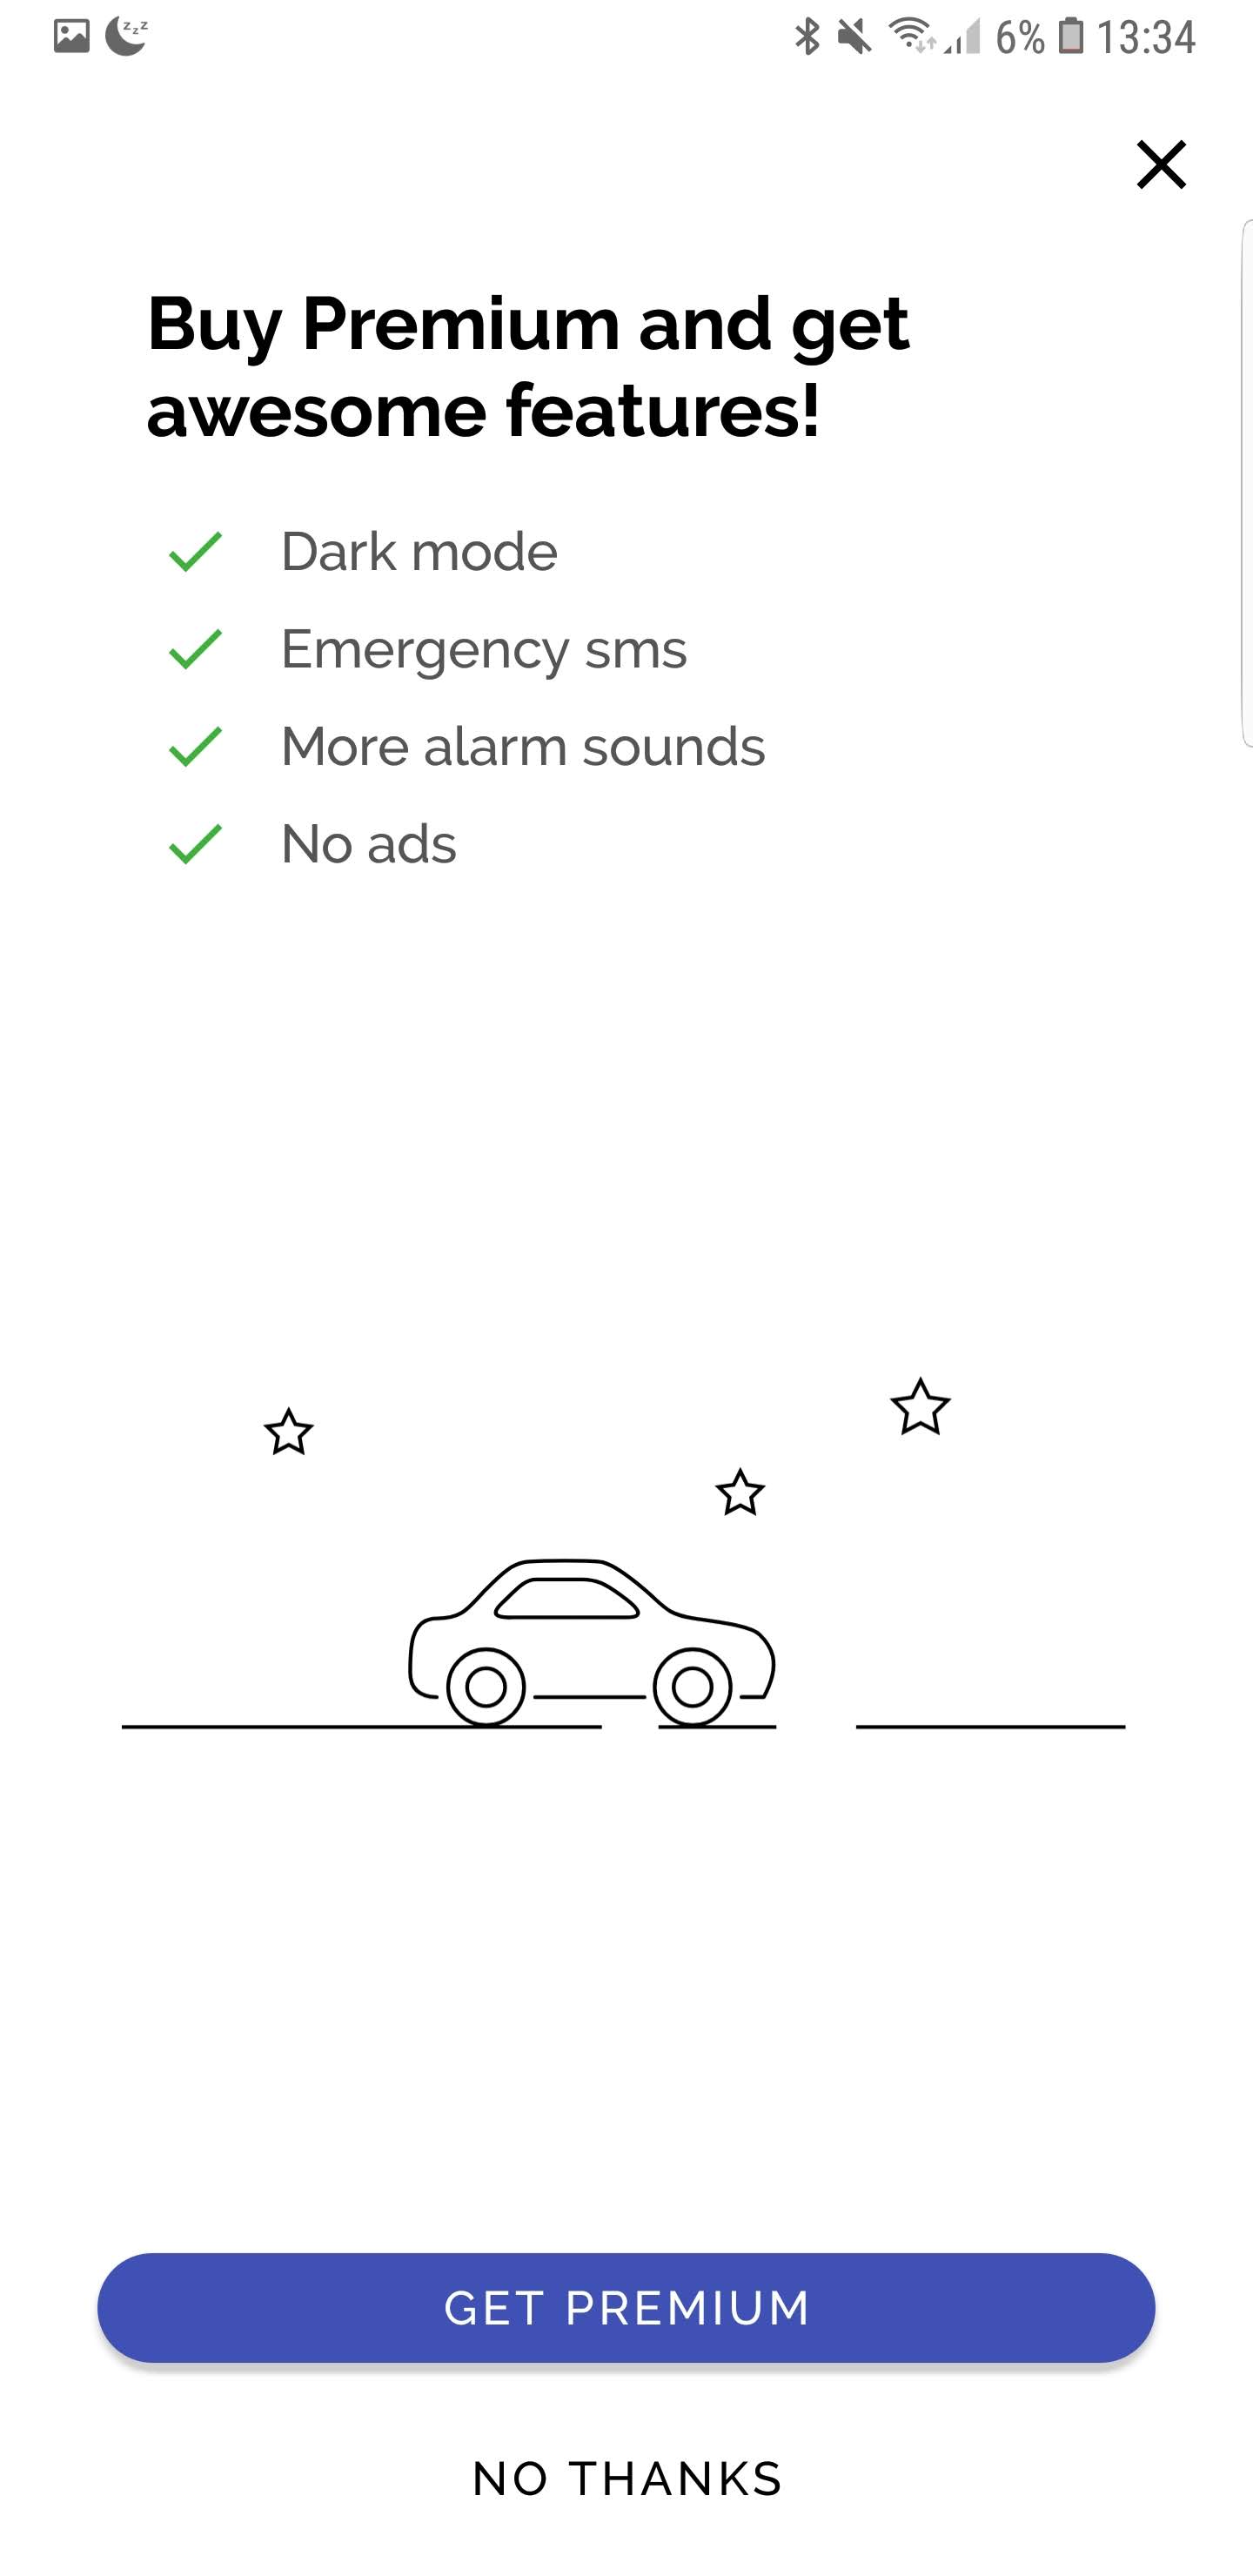 6% 13:34
Buy Premium and get
awesome features!
Dark mode
Emergency sms
More alarm sounds
No ads
GET PREMIUM
NO THANKS